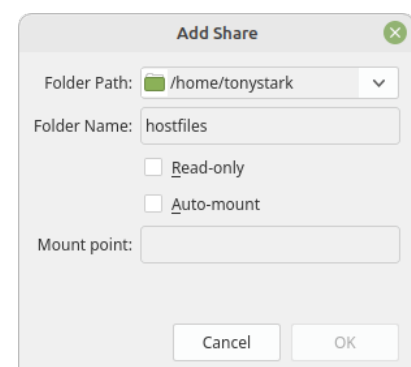 Add Share
Folder Path: /home/tonystark
Folder Name: hostfiles
Read-only
Auto-mount
Mount point:
Cancel OK